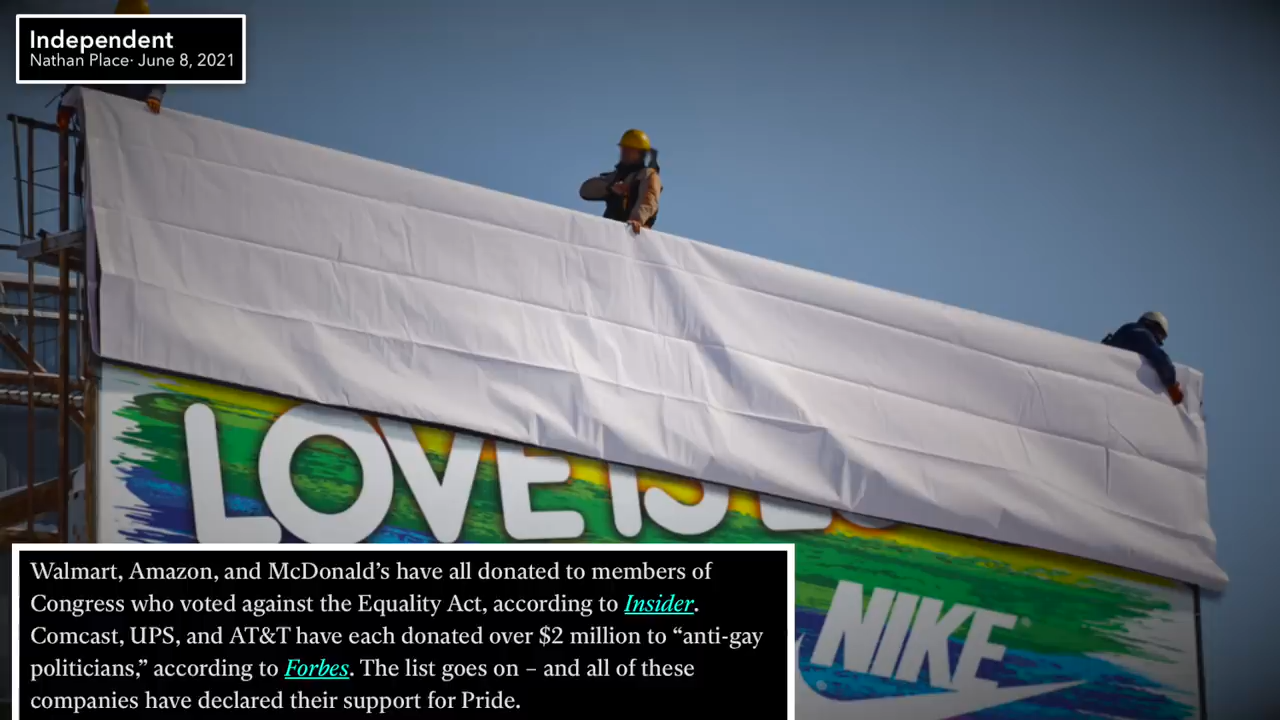 Independent
Nathan Place· June 8, 2021
LOVE IS LO
NIKE
Walmart, Amazon, and McDonald’s have all donated to members of
Congress who voted against the Equality Act, according to Insider.
Comcast, UPS, and AT&T have each donated over $2 million to “anti-gay
politicians,” according to Forbes. The list goes on – and all of these
companies have declared their support for Pride.